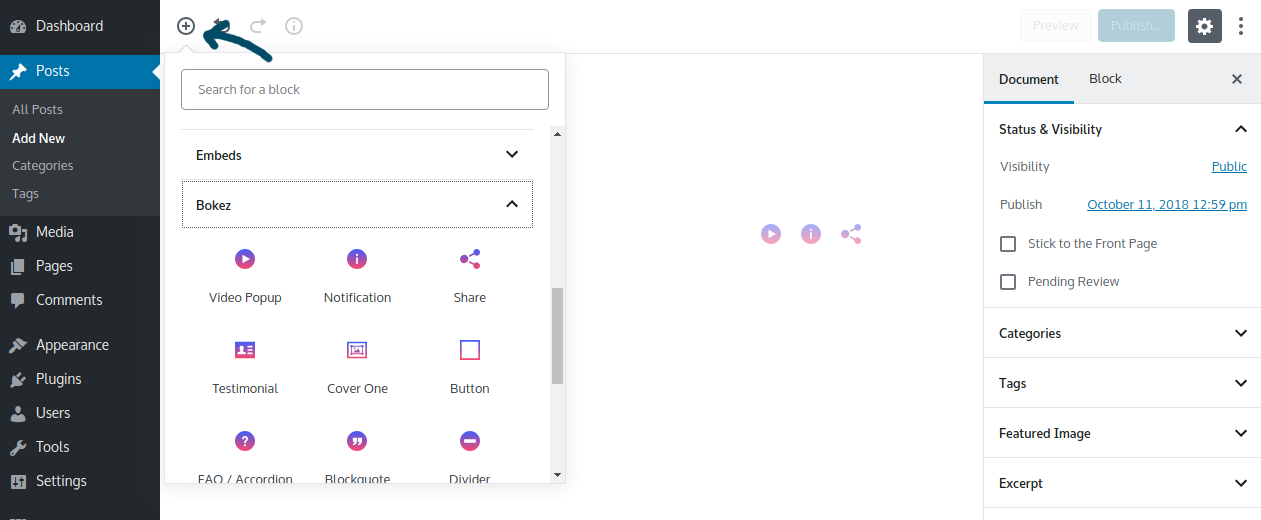 Dashboard
Posts
All Posts
Add New
Categories
Tags
Media
Pages
Comments
Appearance
Plugins
Users
Tools
Settings
Search for a block
Embeds
Bokez
Video Popup Notification Share
Testimonial Cover One Button
FAQ / Accordion Blockquote Divider
Preview Publish...
Document Block
Status & Visibility
Visibility Public
Publish October 11, 2018 12:59 pm
Stick to the Front Page
Pending Review
Categories
Tags
Featured Image
Excerpt